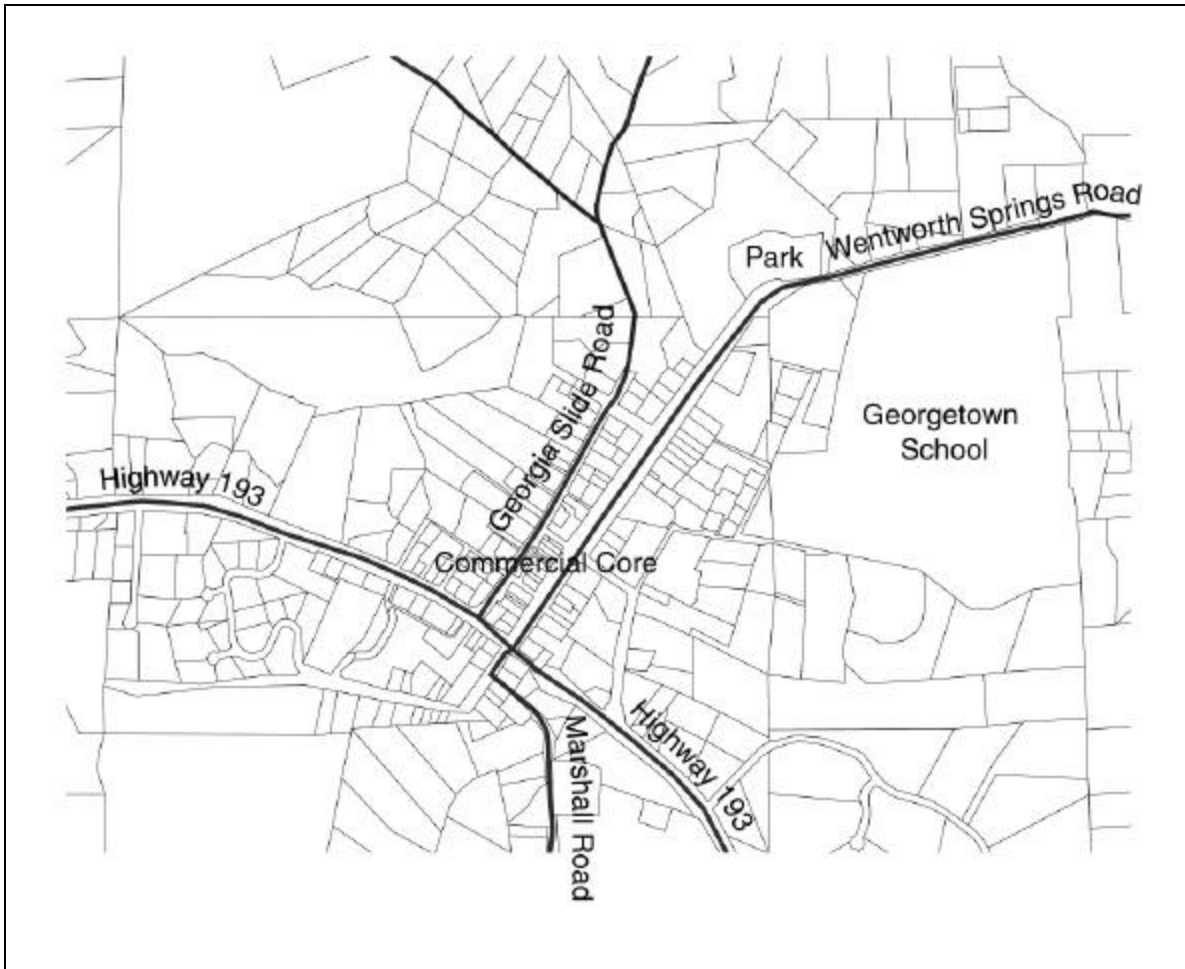 Wentworth Springs Road
Park
Georgia Slide Road
Georgetown
School
Highway 193
Commercial Core
Highway 193
Marshall Road